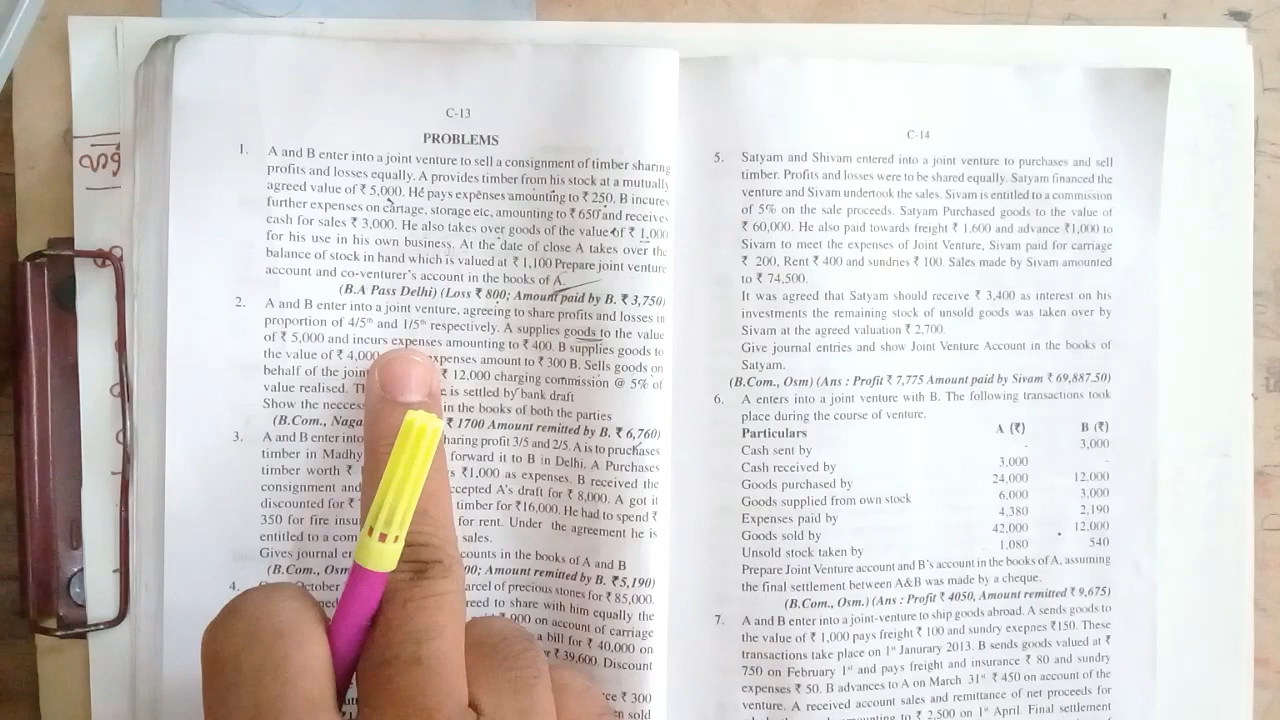 C-13
PROBLEMS
1. A and B enter into a joint venture to sell a consignment of timber sharing
profits and losses equally. A provides timber from his stock at a mutually
agreed value of ₹ 5,000. He pays expenses amounting to ₹ 250. B incures
further expenses on cartage, storage etc, amounting to ₹ 650 and receives
cash for sales ₹ 3,000. He also takes over goods of the value of ₹ 1,000
for his use in his own business. At the date of close A takes over the
balance of stock in hand which is valued at ₹ 1,100 Prepare joint venture
account and co-venturer's account in the books of A.
(B.A Pass Delhi) (Loss ₹ 800; Amount paid by B. ₹ 3,750)
2. A and B enter into a joint venture, agreeing to share profits and losses in
proportion of 4/5th and 1/5th respectively. A supplies goods to the value
of ₹ 5,000 and incurs expenses amounting to ₹ 400. B supplies goods to
the value of ₹ 4,000 expenses amount to ₹ 300 B. Sells goods on
behalf of the join ₹ 12,000 charging commission @ 5% of
value realised. is settled by bank draft
Show the in the books of both the parties
(B.Com., ₹ 1700 Amount remitted by B. ₹ 6,760)
3. A and B enter into haring profit 3/5 and 2/5. A is to pruchases
timber in Madhy forward it to B in Delhi. A Purchases
timber worth ₹ ₹1,000 as expenses. B received the
consignment and ccepted A's draft for ₹ 8,000. A got it
discounted for ₹ timber for ₹16,000. He had to spend ₹
350 for fire for rent. Under the agreement he is
entitled to a com sales.
Gives journal counts in the books of A and B
(B.Com., Osm 00; Amount remitted by B. ₹5,190)
4. October arcel of precious stones for ₹ 85,000.
reed to share with him equally the
900 on account of carriage
a bill for ₹ 40,000 on
₹ 39,600. Discount
₹ 300
sold
C-14
5. Satyam and Shivam entered into a joint venture to purchases and sell
timber. Profits and losses were to be shared equally. Satyam financed the
venture and Sivam undertook the sales. Sivam is entitled to a commission
of 5% on the sale proceeds. Satyam Purchased goods to the value of
₹ 60,000. He also paid towards freight ₹ 1,600 and advance ₹1,000 to
Sivam to meet the expenses of Joint Venture, Sivam paid for carriage
₹ 200, Rent ₹ 400 and sundries ₹ 100. Sales made by Sivam amounted
to ₹ 74,500.
It was agreed that Satyam should receive ₹ 3,400 as interest on his
investments the remaining stock of unsold goods was taken over by
Sivam at the agreed valuation ₹ 2,700.
Give journal entries and show Joint Venture Account in the books of
Satyam.
(B.Com., Osm) (Ans : Profit ₹ 7,775 Amount paid by Sivam ₹ 69,887.50)
6. A enters into a joint venture with B. The following transactions took
place during the course of venture.
Particulars A (₹) B (₹)
Cash sent by - 3,000
Cash received by 3,000 -
Goods purchased by 24,000 12,000
Goods supplied from own stock 6,000 3,000
Expenses paid by 4,380 2,190
Goods sold by 42,000 12,000
Unsold stock taken by 1,080 540
Prepare Joint Venture account and B's account in the books of A, assuming
the final settlement between A&B was made by a cheque.
(B.Com., Osm.) (Ans : Profit ₹ 4050, Amount remitted ₹ 9,675)
7. A and B enter into a joint-venture to ship goods abroad. A sends goods to
the value of ₹ 1,000 pays freight ₹ 100 and sundry exepnes ₹150. These
transactions take place on 1st Janurary 2013. B sends goods valued at ₹
750 on February 1st and pays freight and insurance ₹ 80 and sundry
expenses ₹ 50. B advances to A on March 31st ₹ 450 on account of the
venture. A received account sales and remittance of net proceeds for
₹ 2,500 on 1st April. Final settlement